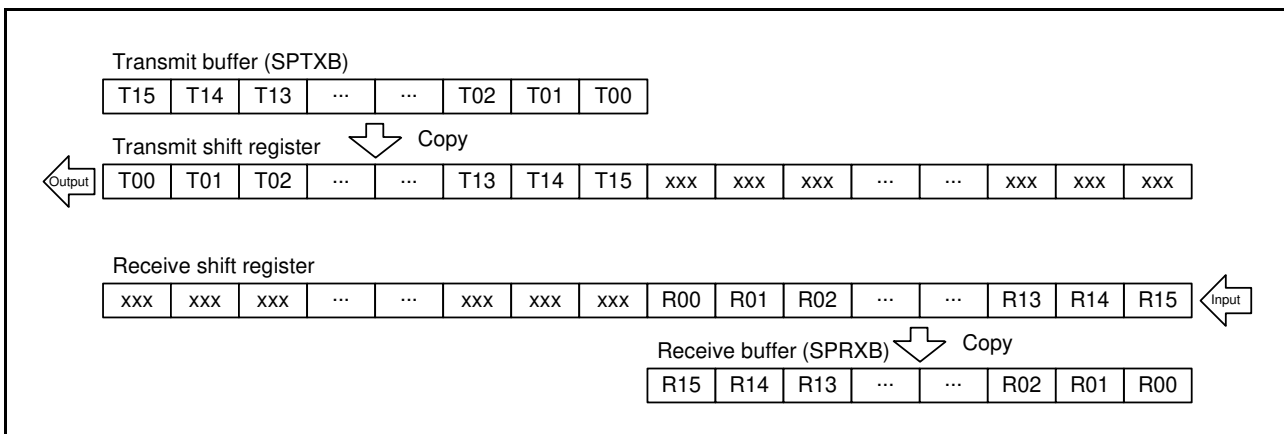 Transmit buffer (SPTXB)
T15 T14 T13 ... ... T02 T01 T00
Copy
Transmit shift register
Output T00 T01 T02 ... ... T13 T14 T15 xxx xxx xxx ... ... xxx xxx xxx
Receive shift register
xxx xxx xxx ... ... xxx xxx xxx R00 R01 R02 ... ... R13 R14 R15 Input
Copy
Receive buffer (SPRXB)
R15 R14 R13 ... ... R02 R01 R00